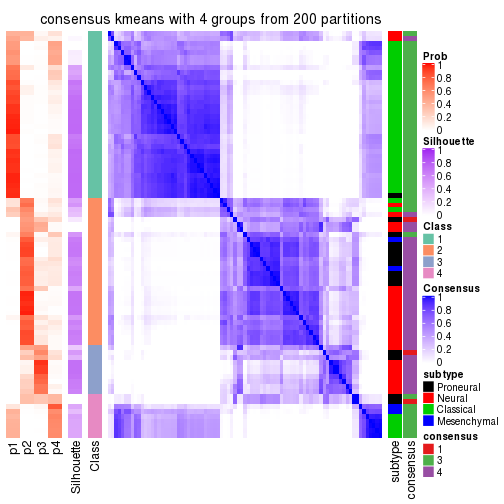 consensus kmeans with 4 groups from 200 partitions
p1
p2
p3
p4
Silhouette
Class
subtype
consensus
Prob
1
0.8
0.6
0.4
0.2
0
Silhouette
1
0.8
0.6
0.4
0.2
0
Class
1
2
3
4
Consensus
1
0.8
0.6
0.4
0.2
0
subtype
Proneural
Neural
Classical
Mesenchymal
consensus
1
3
4